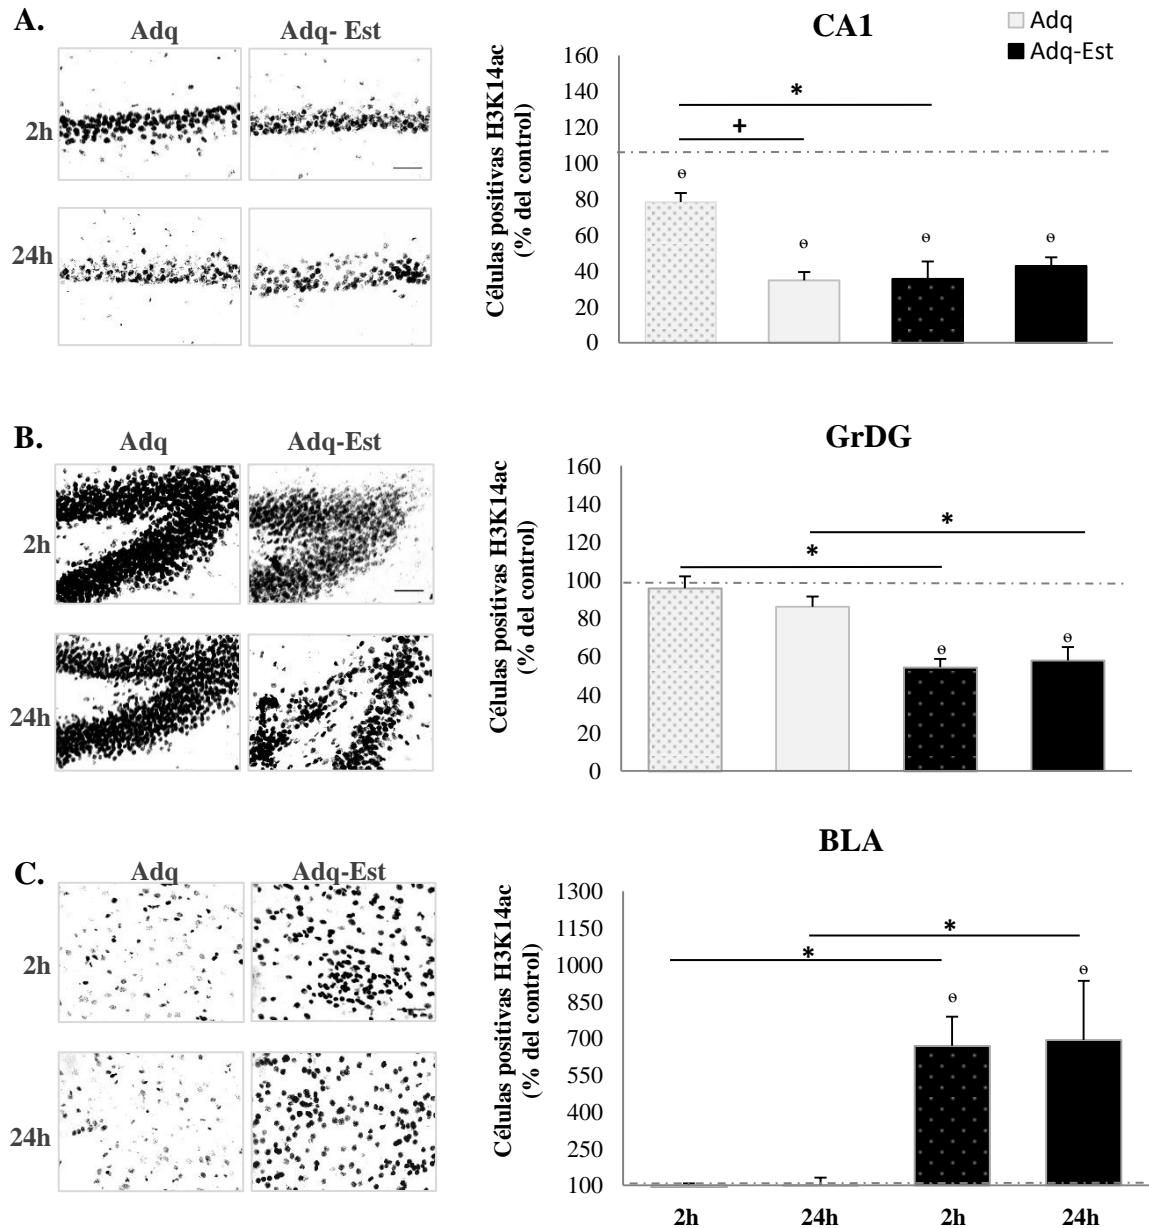 A.
Adq Adq- Est
2h
24h
CA1
Adq
Adq-Est
Células positivas H3K14ac
(% del control)
160
140
120
100
80
60
40
20
0
*
+
ө ө ө ө
B.
Adq Adq-Est
2h
24h
GrDG
Células positivas H3K14ac
(% del control)
160
140
120
100
80
60
40
20
0
*
*
ө ө
C.
Adq Adq-Est
2h
24h
BLA
Células positivas H3K14ac
(% del control)
1300
1150
1000
850
700
550
400
250
100
*
*
ө ө
2h 24h 2h 24h